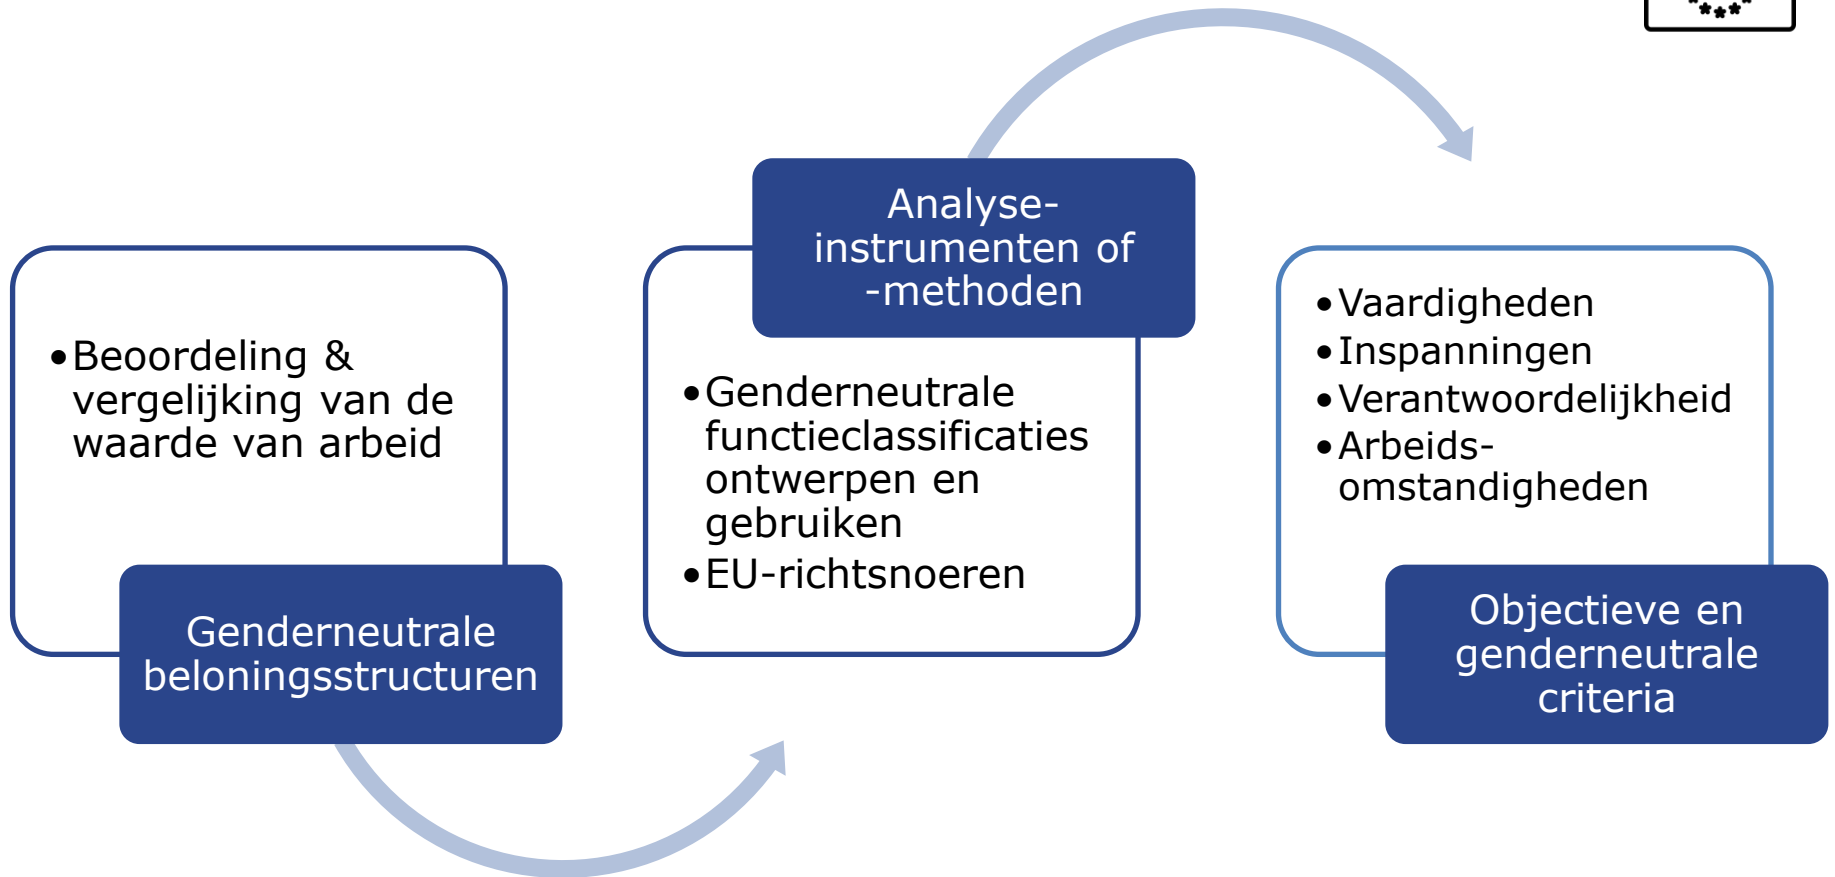 •Beoordeling &
vergelijking van de
waarde van arbeid
Genderneutrale
beloningsstructuren
Analyse-
instrumenten of
-methoden
•Genderneutrale
functieclassificaties
ontwerpen en
gebruiken
•EU-richtsnoeren
•Vaardigheden
•Inspanningen
•Verantwoordelijkheid
•Arbeids-
omstandigheden
Objectieve en
genderneutrale
criteria